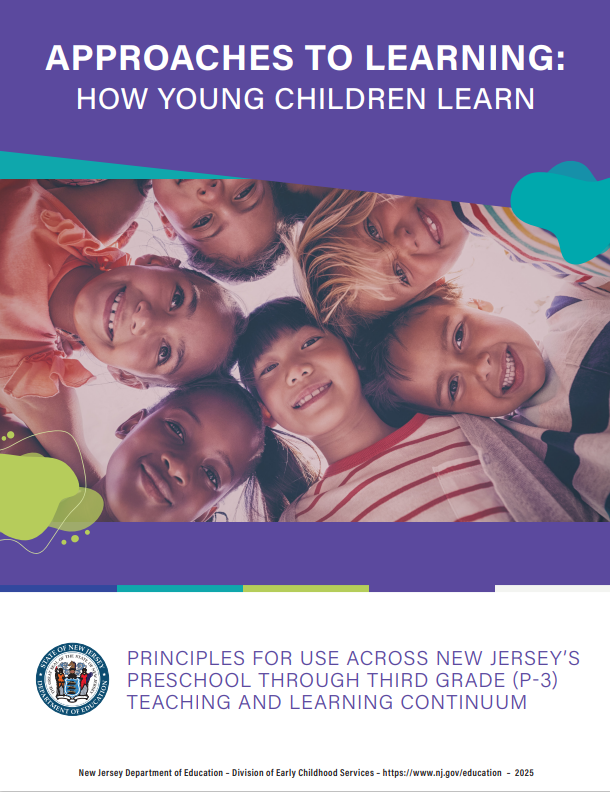 APPROACHES TO LEARNING:
HOW YOUNG CHILDREN LEARN
STATE OF NEW JERSEY
DEPARTMENT OF EDUCATION
PRINCIPLES FOR USE ACROSS NEW JERSEY’S
PRESCHOOL THROUGH THIRD GRADE (P-3)
TEACHING AND LEARNING CONTINUUM
New Jersey Department of Education – Division of Early Childhood Services – https://www.nj.gov/education – 2025